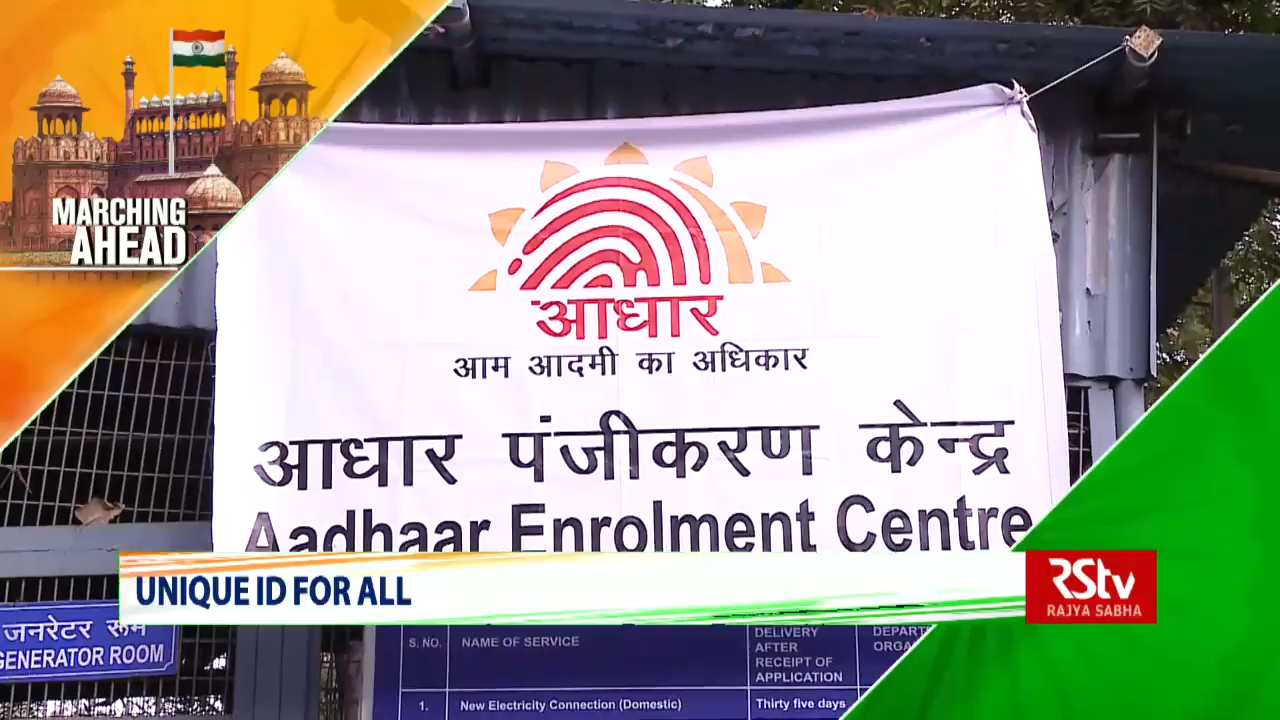 MARCHING
AHEAD
आधार
आम आदमी का अधिकार
आधार पंजीकरण केन्द्र
Aadhaar Enrolment Centre
UNIQUE ID FOR ALL
RSTV
RAJYA SABHA
जनरेटर रूम
GENERATOR ROOM
S. NO.
NAME OF SERVICE
DELIVERY
AFTER
RECEIPT OF
APPLICATION
1.
New Electricity Connection (Domestic)
Thirty five days